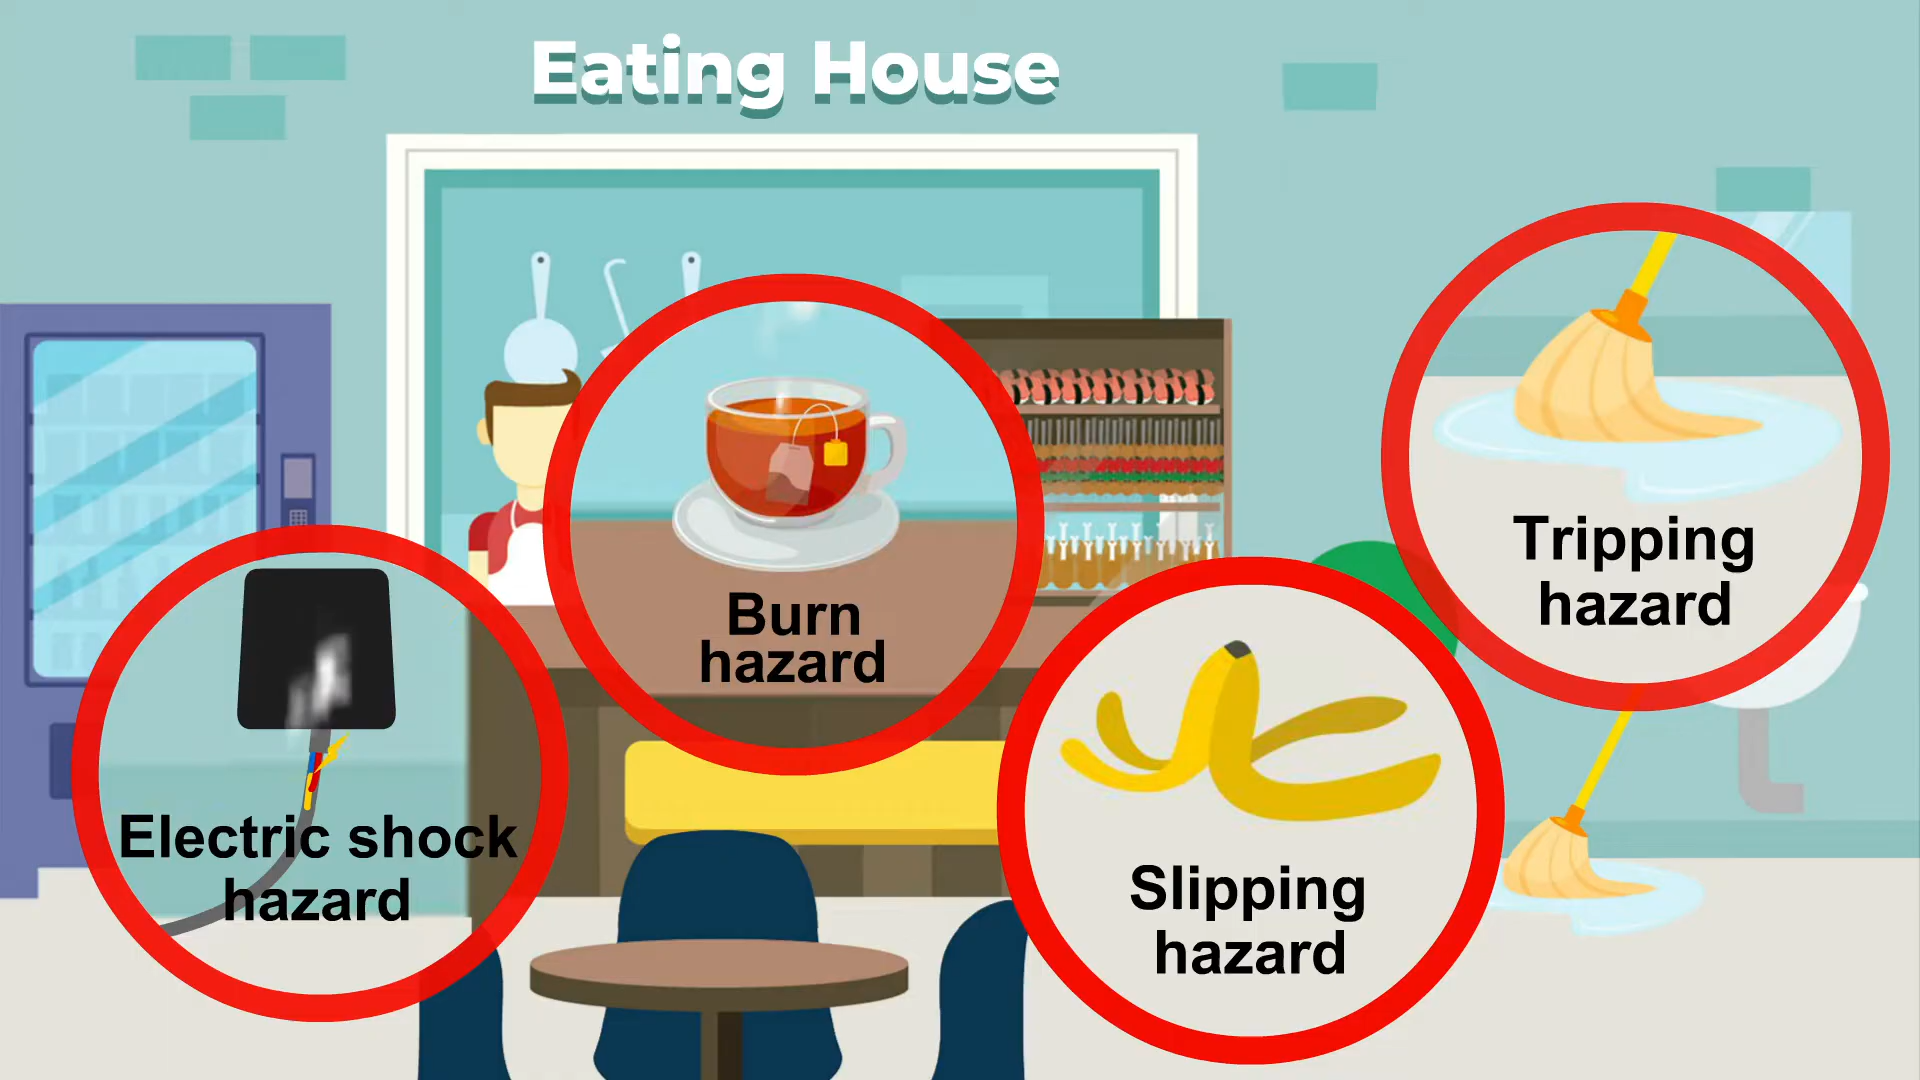 Eating House
Tripping
hazard
Burn
hazard
Electric shock
hazard
Slipping
hazard